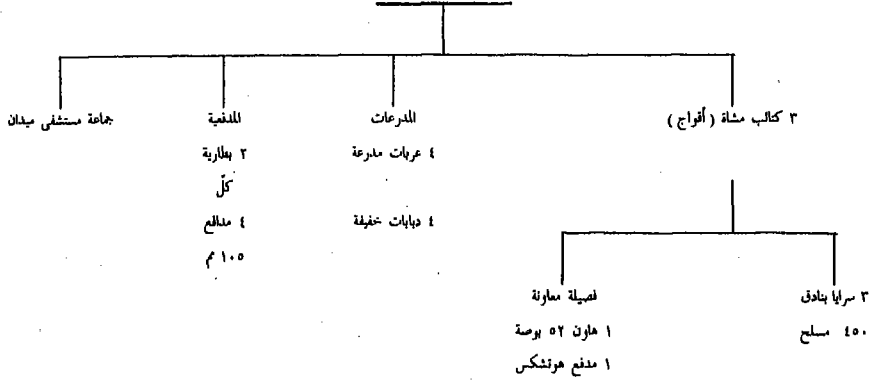 ٣ كتائب مشاة ( أفواج )
المدرعات
المدفعية
جماعة مستشفى ميدان
٤ عربات مدرعة
٢ بطارية
كلّ
٤ دبابات خفيفة
٤ مدافع
١٠٥ مم
٣ سرايا بنادق
فصيلة معاونة
٤٥٠ مسلح
١ هاون ٥٢ بوصة
١ مدفع هوتشكس